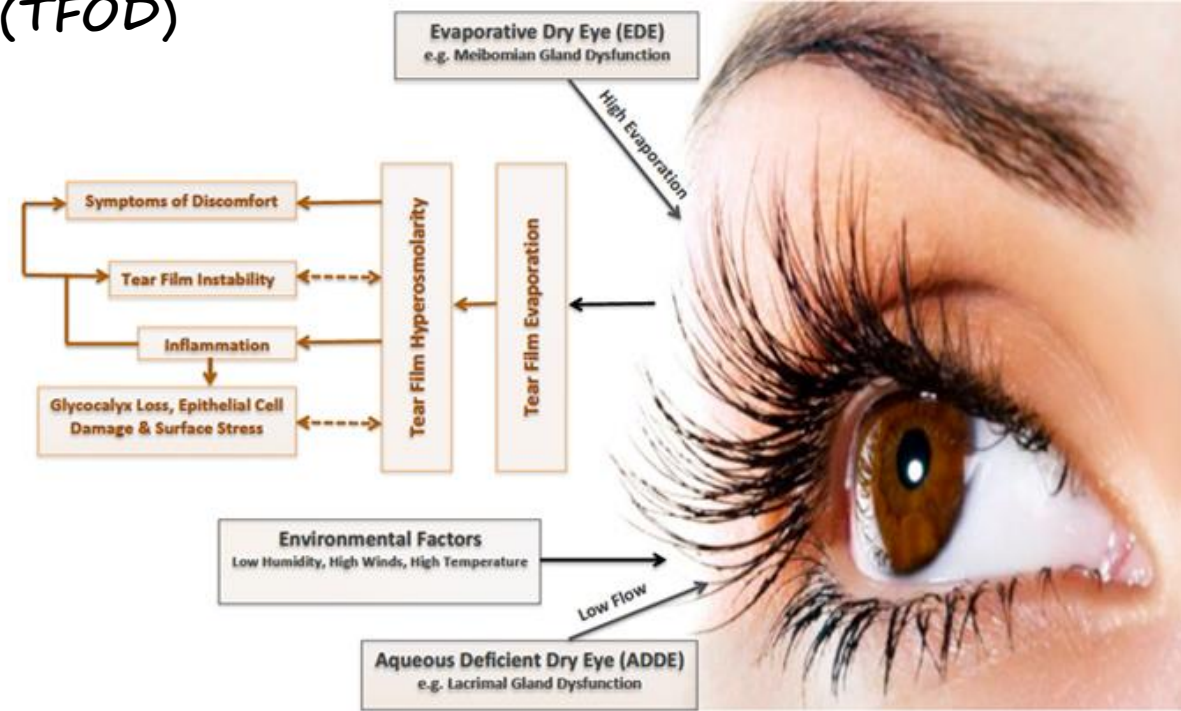 (TFOD)
Evaporative Dry Eye (EDE)
e.g. Meibomian Gland Dysfunction
High Evaporation
Symptoms of Discomfort
Tear Film Instability
Inflammation
Glycocalyx Loss, Epithelial Cell
Damage & Surface Stress
Tear Film Hyperosmolarity
Tear Film Evaporation
Environmental Factors
Low Humidity, High Winds, High Temperature
Low Flow
Aqueous Deficient Dry Eye (ADDE)
e.g. Lacrimal Gland Dysfunction